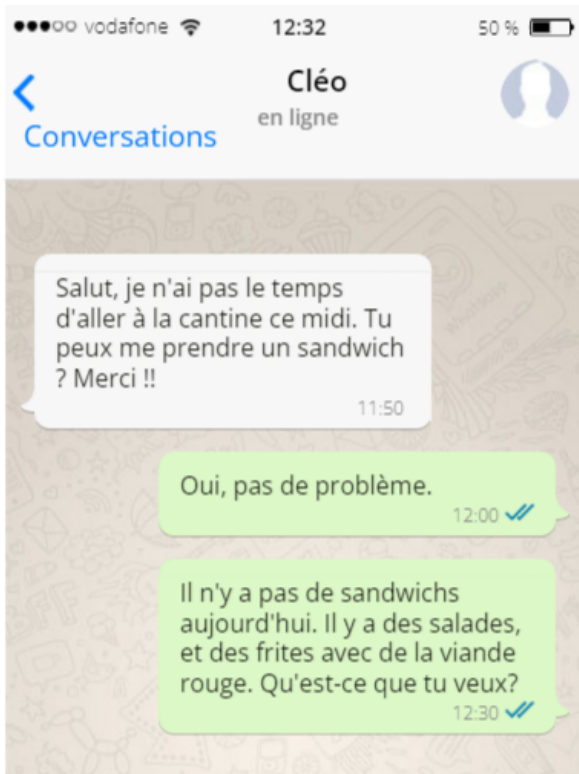 vodafone 12:32 50 %
Cléo
en ligne
Conversations
Salut, je n'ai pas le temps
d'aller à la cantine ce midi. Tu
peux me prendre un sandwich
? Merci !!
11:50
Oui, pas de problème.
12:00
Il n'y a pas de sandwichs
aujourd'hui. Il y a des salades,
et des frites avec de la viande
rouge. Qu'est-ce que tu veux?
12:30